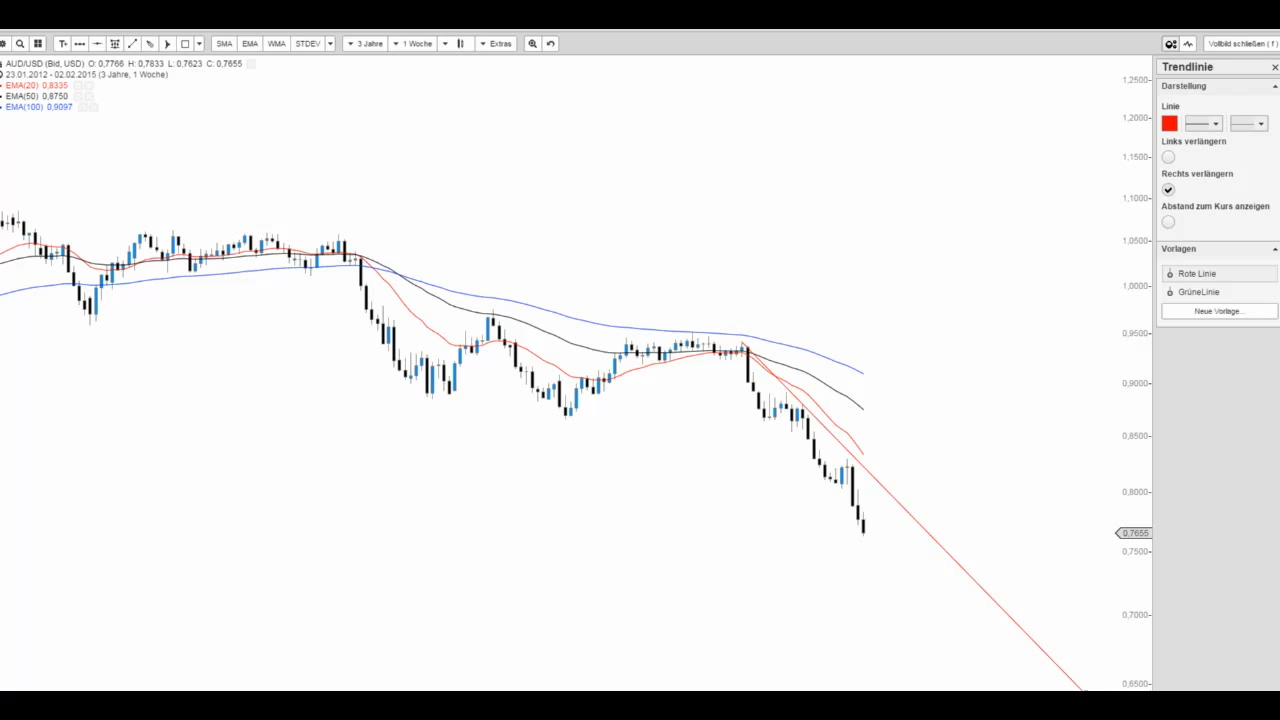 SMA EMA WMA STDEV 3 Jahre 1 Woche Extras Vollbild schließen ( f )
AUD/USD (Bid, USD) O: 0,7766 H: 0,7833 L: 0,7623 C: 0,7655
23.01.2012 - 02.02.2015 (3 Jahre, 1 Woche)
EMA(20) 0,8335
EMA(50) 0,8750
EMA(100) 0,9097
1,2500
1,2000
1,1500
1,1000
1,0500
1,0000
0,9500
0,9000
0,8500
0,8000
0,7655
0,7500
0,7000
0,6500
Trendlinie
Darstellung
Linie
Links verlängern
Rechts verlängern
Abstand zum Kurs anzeigen
Vorlagen
Rote Linie
GrüneLinie
Neue Vorlage...